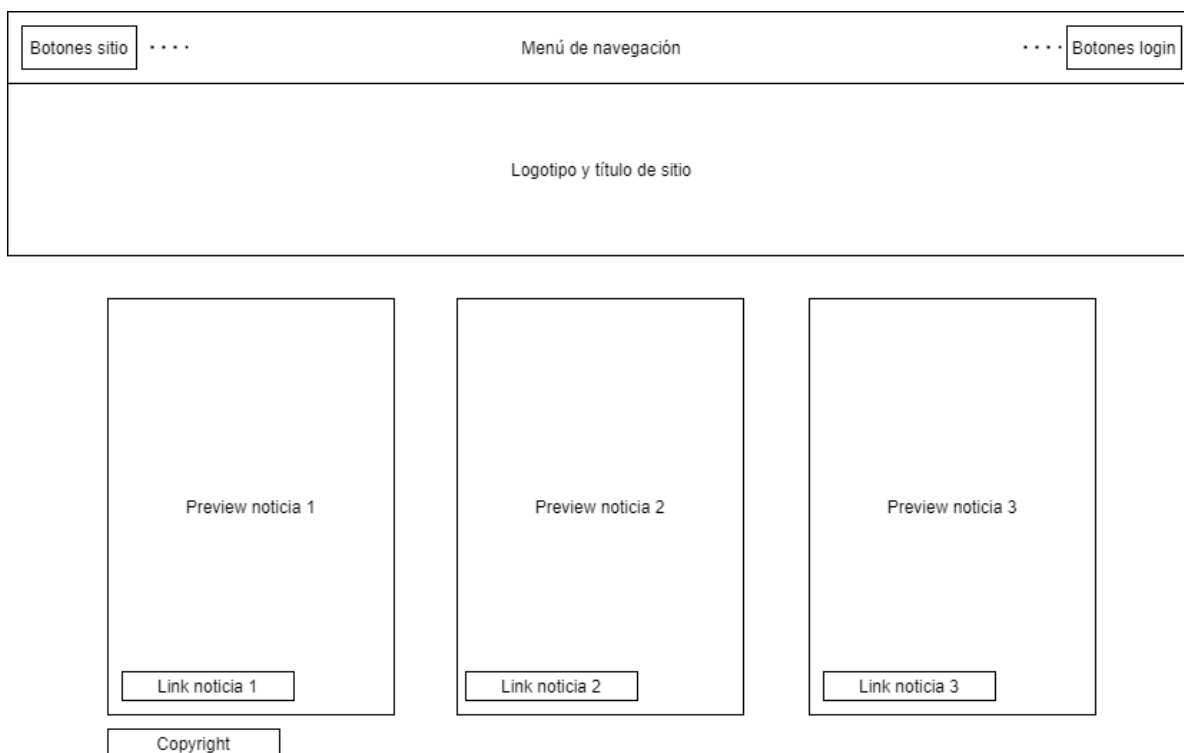 Botones sitio
Menú de navegación
Botones login
Logotipo y título de sitio
Preview noticia 1
Preview noticia 2
Preview noticia 3
Link noticia 1
Link noticia 2
Link noticia 3
Copyright